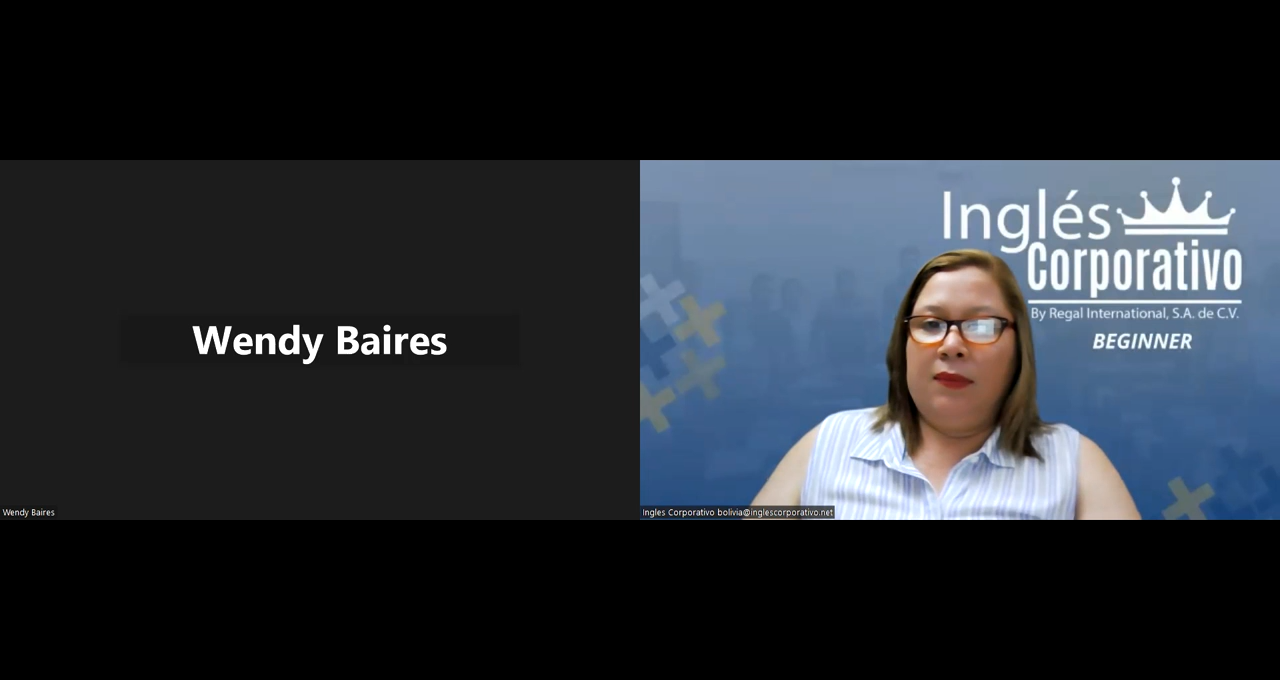 Wendy Baires
Wendy Baires
Inglés
Corporativo
By Regal International, S.A. de C.V.
BEGINNER
Ingles Corporativo bolivia@inglescorporativo.net